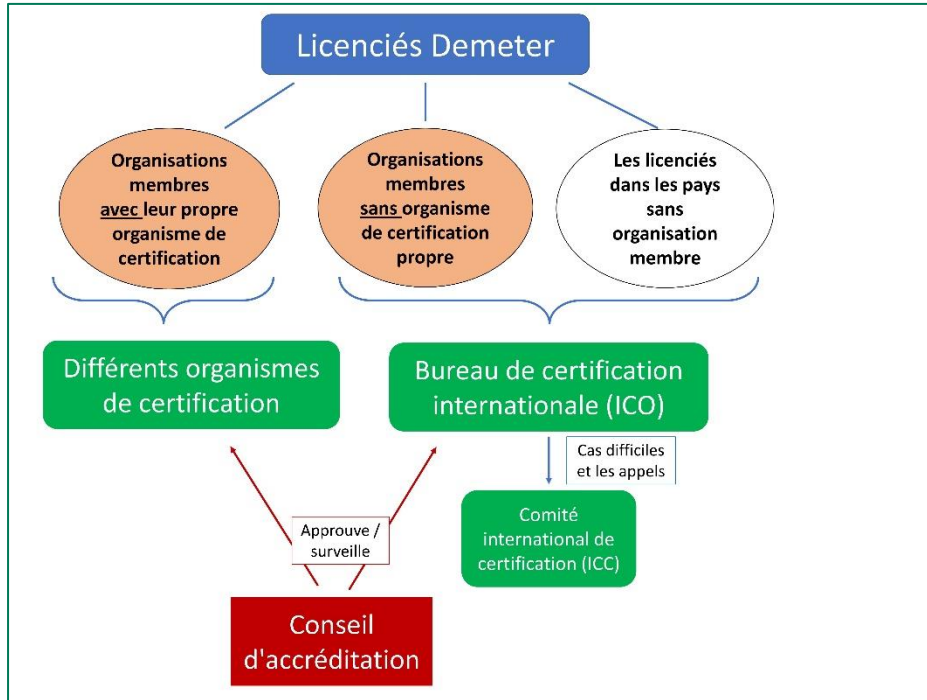 Licenciés Demeter
Organisations
membres
avec leur propre
organisme de
certification
Organisations
membres
sans organisme
de certification
propre
Les licenciés
dans les pays
sans
organisation
membre
Différents organismes
de certification
Bureau de certification
internationale (ICO)
Cas difficiles
et les appels
Comité
international de
certification (ICC)
Approuve /
surveille
Conseil
d'accréditation